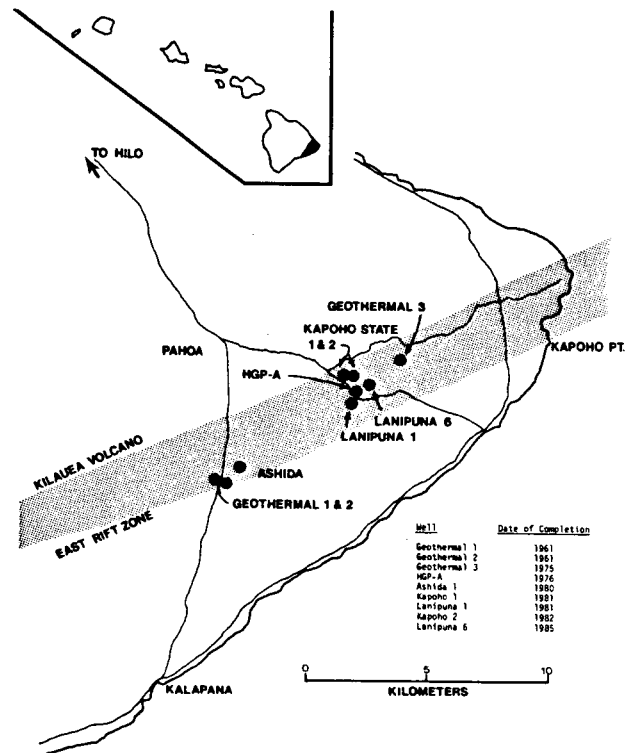 TO HILO
GEOTHERMAL 3
KAPOHO STATE
1 & 2
PAHOA
KAPOHO PT.
HGP-A
LANIPUNA 6
LANIPUNA 1
KILAUEA VOLCANO
ASHIDA
GEOTHERMAL 1 & 2
EAST RIFT ZONE
Well Date of Completion
Geothermal 1 1961
Geothermal 2 1961
Geothermal 3 1975
HGP-A 1976
Ashida 1 1980
Kapoho 1 1981
Lanipuna 1 1981
Kapoho 2 1982
Lanipuna 6 1985
KALAPANA
0 5 10
KILOMETERS